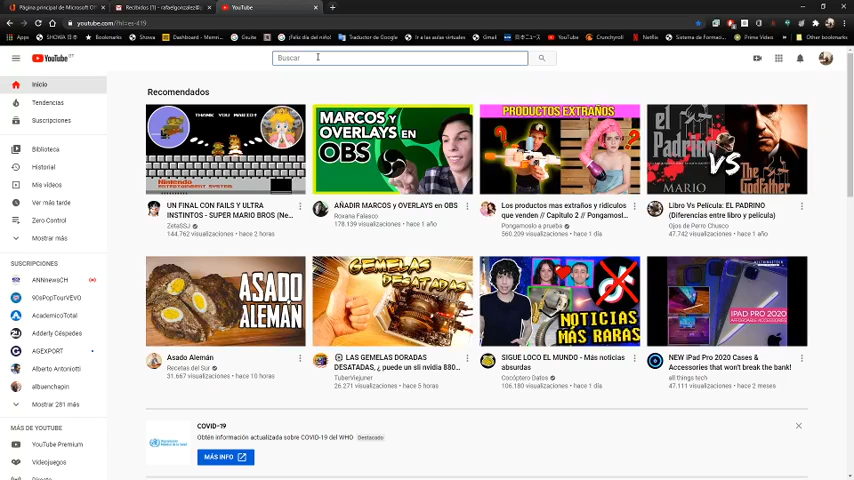 Página principal de Microsoft O
Recibidos (1) - rafaelgonzalez@
YouTube
youtube.com/?hl=es-419
Apps
SHOWA 日本
Bookmarks
Showa
Gsuite
¡feliz día del niño!
Traductor de Google
Ir a las aulas virtuales
Gmail
YouTube
Crunchyroll
Netflix
Sistema de Formaci...
Prime Video
Other bookmarks
YouTube GT
Buscar
Inicio
Tendencias
Suscripciones
Biblioteca
Historial
Mis videos
Ver más tarde
Zero Control
Mostrar más
SUSCRIPCIONES
ANNnewsCH
90sPopTourVEVO
AcademicoTotal
Adderly Céspedes
AGEXPORT
Alberto Antoniotti
albuenchapin
Mostrar 281 más
MÁS DE YOUTUBE
YouTube Premium
Videojuegos
Recomendados
THANK YOU MARIO!
Nintendo
UN FINAL CON FAILS Y ULTRA
INSTINTOS - SUPER MARIO BROS (Ne...
ZetaSSJ
144.762 visualizaciones • hace 2 horas
MARCOS y
OVERLAYS EN
OBS
AÑADIR MARCOS y OVERLAYS en OBS
Roxana Falasco
178.139 visualizaciones • hace 1 año
PRODUCTOS EXTRAÑOS
Los productos mas extraños y ridiculos
que venden // Capitulo 2 // Pongamosl...
Pongamoslo a prueba
560.209 visualizaciones • hace 1 día
el
Padrino
MARIO
VS
The
Godfather
Libro Vs Película: EL PADRINO
(Diferencias entre libro y película)
Ojos de Perro Chusco
47.742 visualizaciones • hace 1 año
ASADO
ALEMÁN
Asado Alemán
Recetas del Sur
31.667 visualizaciones • hace 10 horas
GEMELAS
DESATADAS
LAS GEMELAS DORADAS
DESATADAS, ¿ puede un sli nvidia 880...
TuberViejuner
26.271 visualizaciones • hace 5 horas
NOTICIAS
MÁS RARAS
SIGUE LOCO EL MUNDO - Más noticias
absurdas
Cocóptero Datos
106.180 visualizaciones • hace 1 día
IPAD PRO 2020
NEW iPad Pro 2020 Cases &
Accessories that won't break the bank!
all things tech
47.111 visualizaciones • hace 2 meses
COVID-19
Obtén información actualizada sobre COVID-19 del WHO Destacado
MÁS INFO